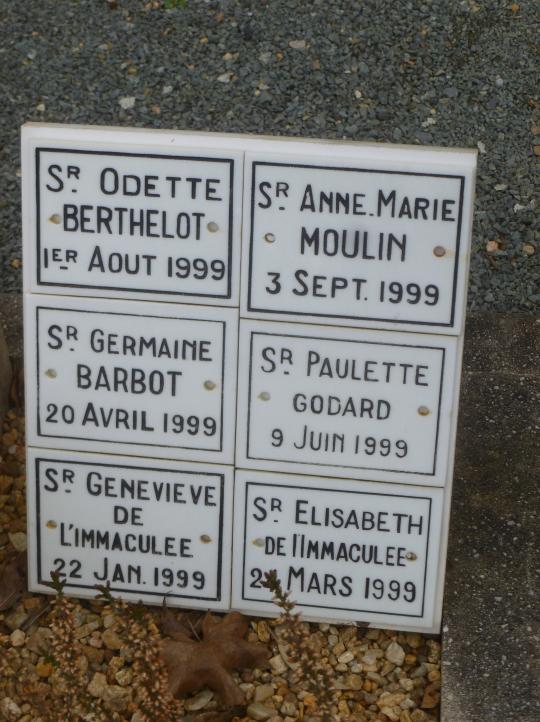 SR ODETTE
BERTHELOT
1ER AOUT 1999
SR ANNE-MARIE
MOULIN
3 SEPT. 1999
SR GERMAINE
BARBOT
20 AVRIL 1999
SR PAULETTE
GODARD
9 JUIN 1999
SR GENEVIEVE
DE
L'IMMACULEE
22 JAN. 1999
SR ELISABETH
DE l'IMMACULEE
MARS 1999